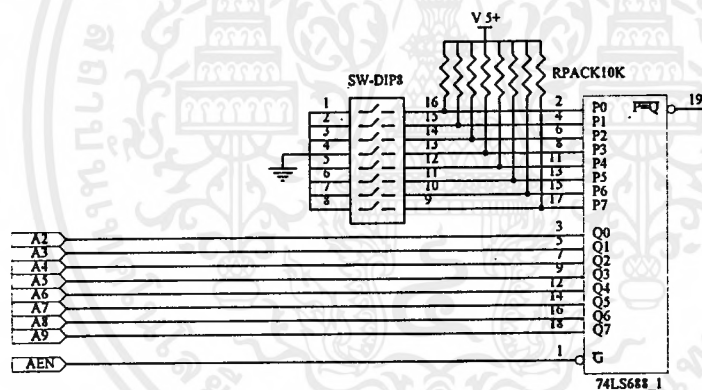 V 5+
SW-DIP8
RPACK10K
1 16 2 P0 P=Q 19
2 15 4 P1
3 14 6 P2
4 13 8 P3
5 12 11 P4
6 11 13 P5
7 10 15 P6
8 9 17 P7
A2 3 Q0
A3 5 Q1
A4 7 Q2
A5 9 Q3
A6 12 Q4
A7 14 Q5
A8 16 Q6
A9 18 Q7
AEN 1 G
74LS688_1